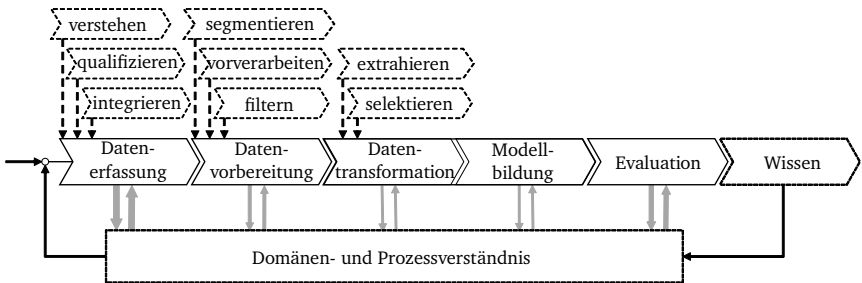 verstehen
segmentieren
qualifizieren
vorverarbeiten
extrahieren
integrieren
filtern
selektieren
Daten-
erfassung
Daten-
vorbereitung
Daten-
transformation
Modell-
bildung
Evaluation
Wissen
Domänen- und Prozessverständnis